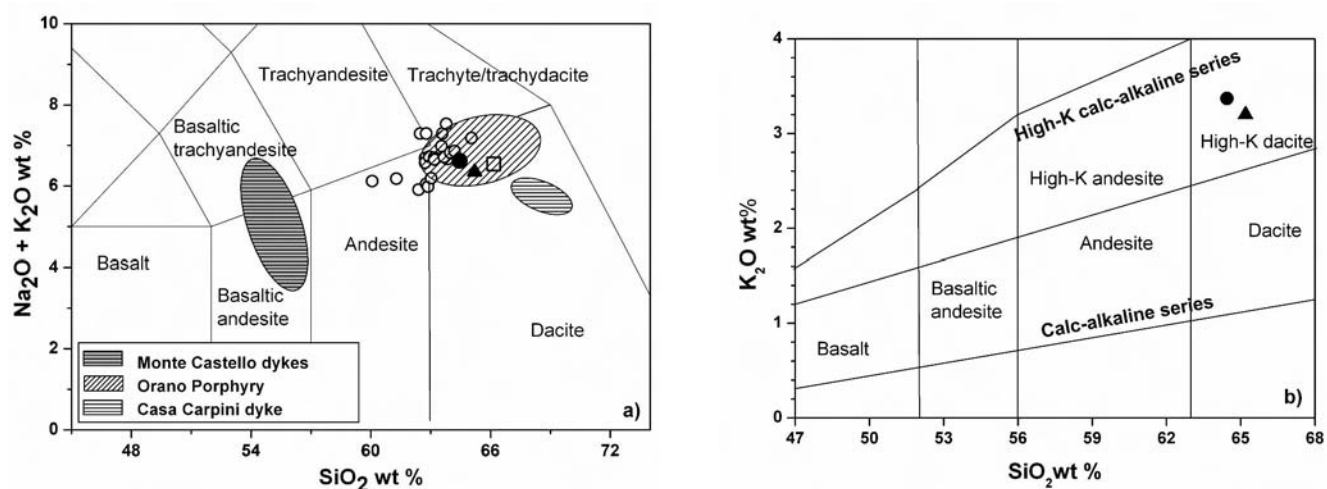 10
8
6
4
2
0
Na₂O + K₂O wt %
Trachyandesite
Trachyte/trachydacite
Basaltic
trachyandesite
Basalt
Basaltic
andesite
Andesite
Dacite
Monte Castello dykes
Orano Porphyry
Casa Carpini dyke
a)
48 54 60 66 72
SiO₂ wt %
4
3
2
1
0
K₂O wt%
High-K calc-alkaline series
High-K dacite
High-K andesite
Andesite
Dacite
Basaltic
andesite
Calc-alkaline series
Basalt
b)
47 50 53 56 59 62 65 68
SiO₂wt %